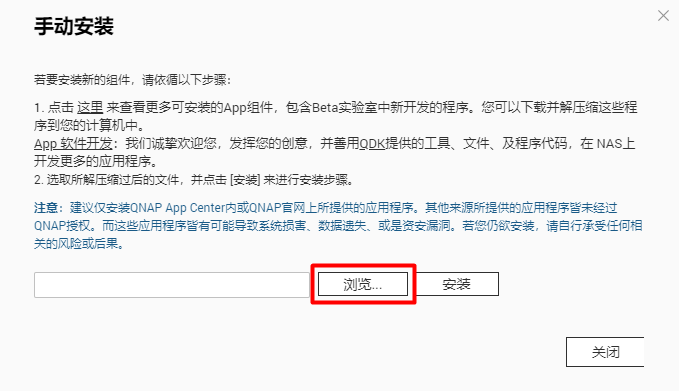 手动安装
若要安装新的组件，请依循以下步骤：
1. 点击 这里 来查看更多可安装的App组件，包含Beta实验室中新开发的程序。您可以下载并解压缩这些程
序到您的计算机中。
App 软件开发：我们诚挚欢迎您，发挥您的创意，并善用QDK提供的工具、文件、及程序代码，在 NAS上
开发更多的应用程序。
2. 选取所解压缩过后的文件，并点击 [安装] 来进行安装步骤。
注意：建议仅安装QNAP App Center内或QNAP官网上所提供的应用程序。其他来源所提供的应用程序皆未经过
QNAP授权。而这些应用程序皆有可能导致系统损害、数据遗失、或是资安漏洞。若您仍欲安装，请自行承受任何相
关的风险或后果。
浏览... 安装
关闭